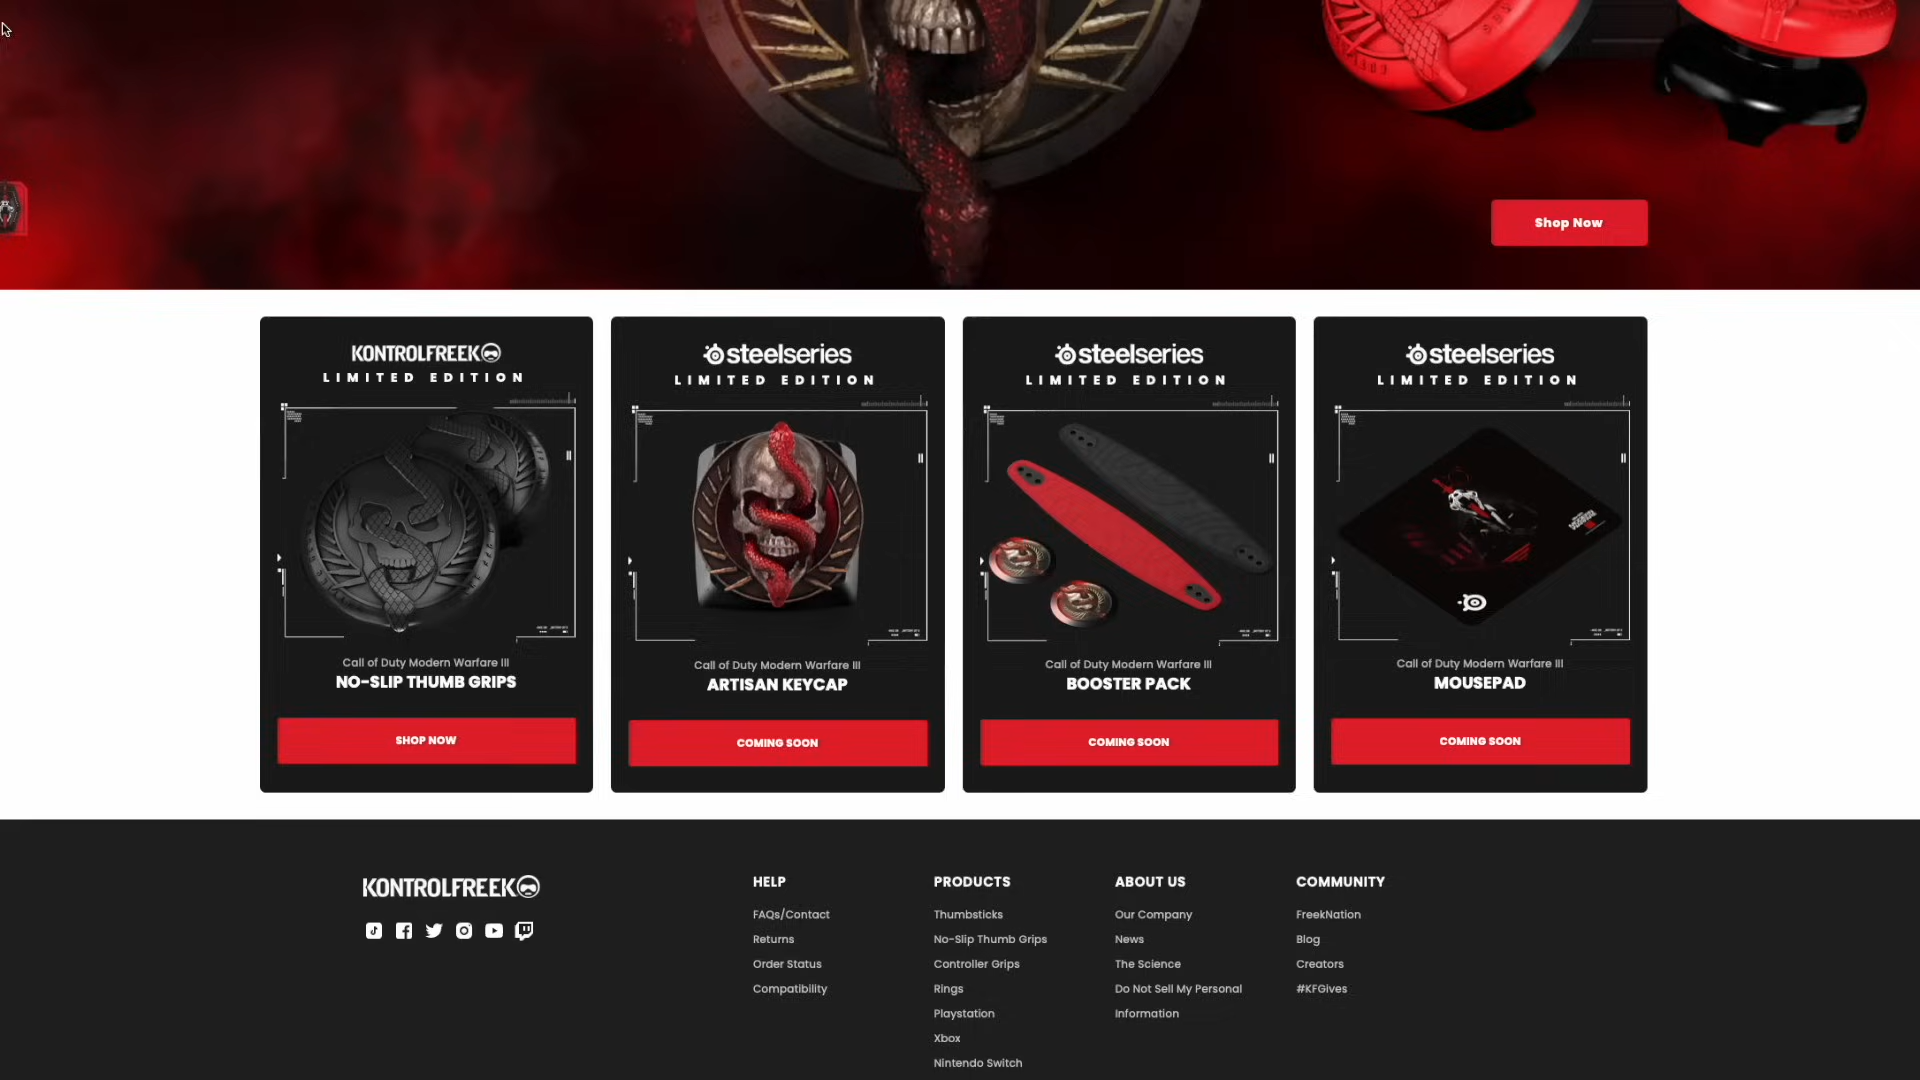 Shop Now
KONTROLFREEK
LIMITED EDITION
Call of Duty Modern Warfare III
NO-SLIP THUMB GRIPS
SHOP NOW
steelseries
LIMITED EDITION
Call of Duty Modern Warfare III
ARTISAN KEYCAP
COMING SOON
steelseries
LIMITED EDITION
Call of Duty Modern Warfare III
BOOSTER PACK
COMING SOON
steelseries
LIMITED EDITION
Call of Duty Modern Warfare III
MOUSEPAD
COMING SOON
KONTROLFREEK
HELP
FAQs/Contact
Returns
Order Status
Compatibility
PRODUCTS
Thumbsticks
No-Slip Thumb Grips
Controller Grips
Rings
Playstation
Xbox
Nintendo Switch
ABOUT US
Our Company
News
The Science
Do Not Sell My Personal
Information
COMMUNITY
FreekNation
Blog
Creators
#KFGives